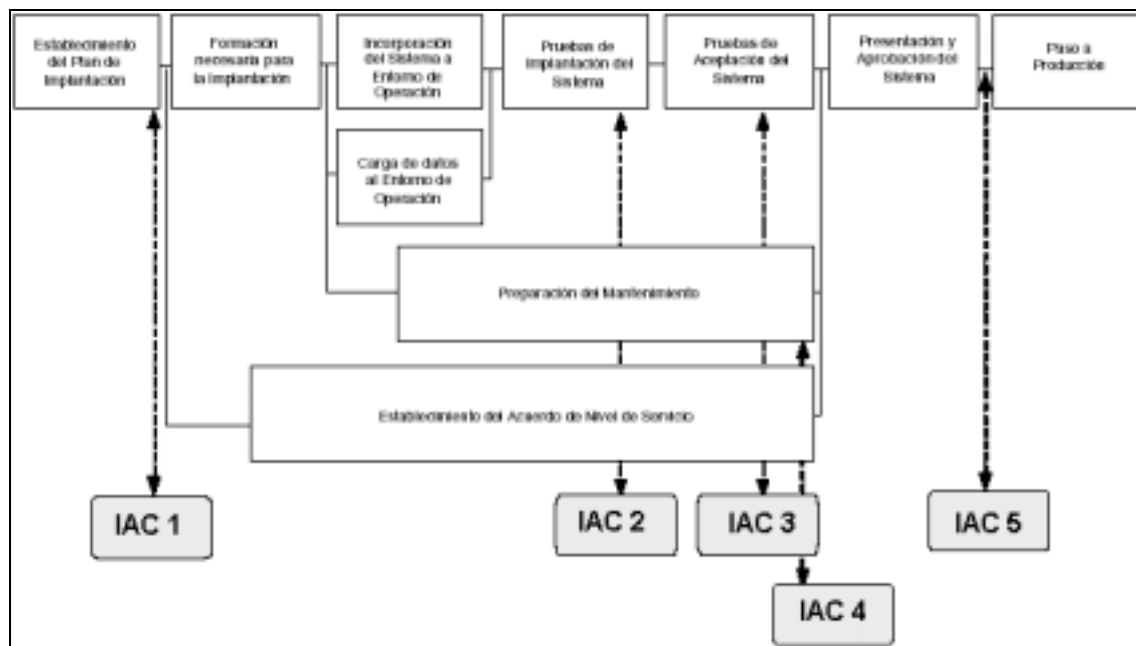 Establecimiento
del Plan de
Implantación
Formación
necesaria para
la Implantación
Incorporación
del Sistema a
Entorno de
Operación
Pruebas de
Implantación del
Sistema
Pruebas de
Aceptación del
Sistema
Presentación y
Aprobación del
Sistema
Paso a
Producción
Carga de datos
al Entorno de
Operación
Preparación del Mantenimiento
Establecimiento del Acuerdo de Nivel de Servicio
IAC 1
IAC 2
IAC 3
IAC 5
IAC 4